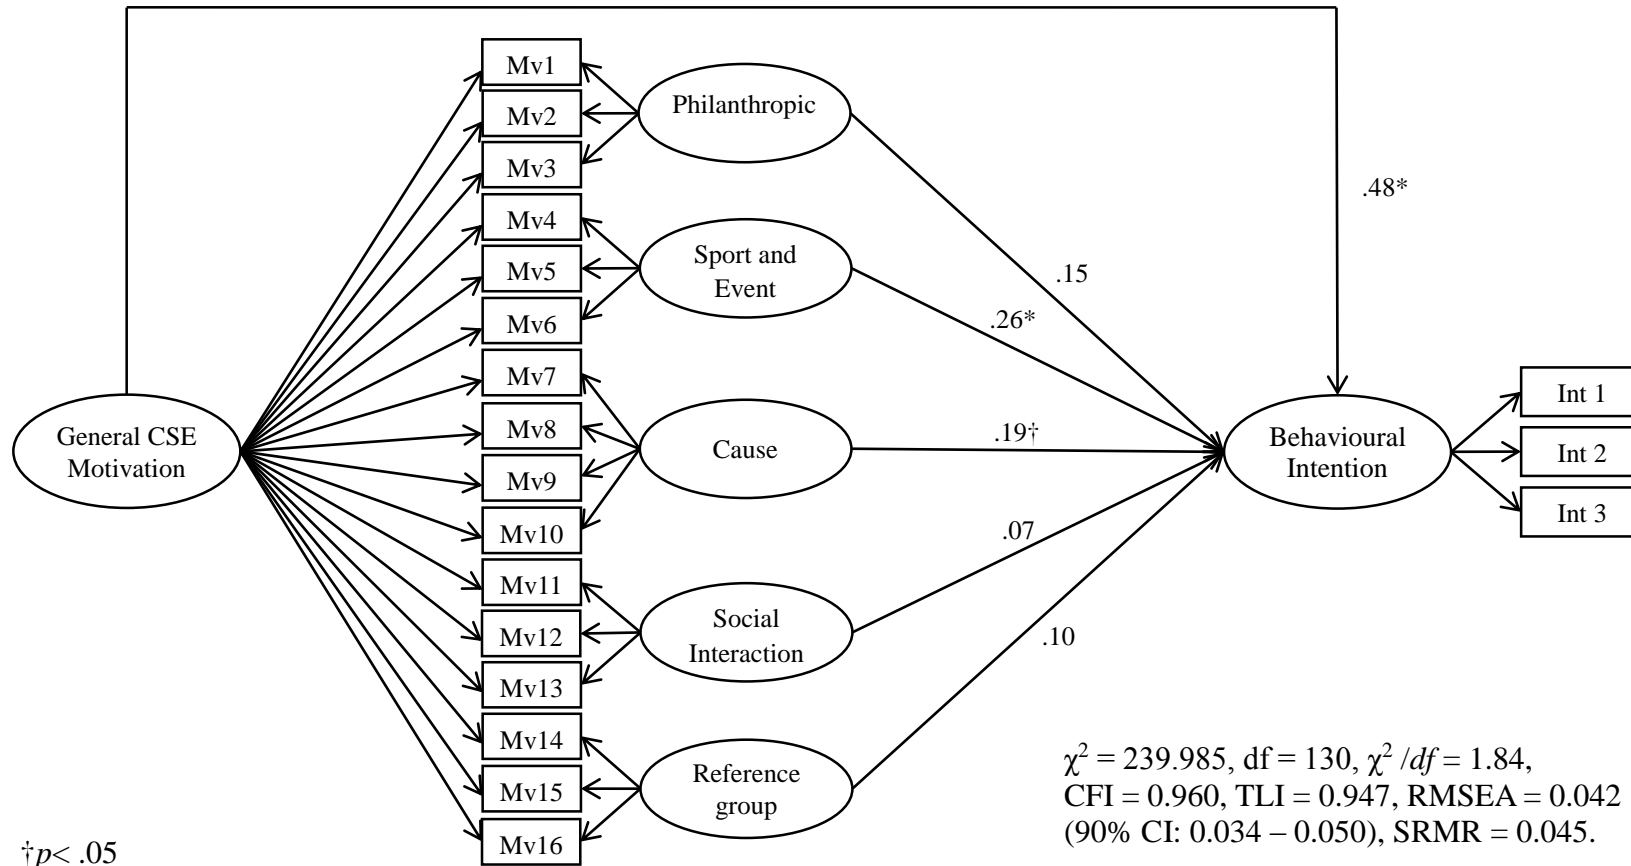 Mv1
Mv2
Mv3
Mv4
Mv5
Mv6
Mv7
Mv8
Mv9
Mv10
Mv11
Mv12
Mv13
Mv14
Mv15
Mv16
General CSE
Motivation
Philanthropic
Sport and
Event
Cause
Social
Interaction
Reference
group
.48*
.15
.26*
.19†
.07
.10
Behavioural
Intention
Int 1
Int 2
Int 3
χ² = 239.985, df = 130, χ² /df = 1.84,
CFI = 0.960, TLI = 0.947, RMSEA = 0.042
(90% CI: 0.034 – 0.050), SRMR = 0.045.
†p< .05